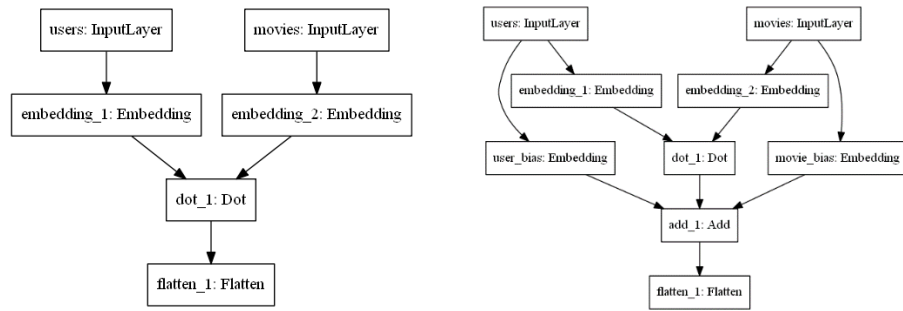 users: InputLayer
movies: InputLayer
embedding_1: Embedding
embedding_2: Embedding
dot_1: Dot
flatten_1: Flatten
users: InputLayer
movies: InputLayer
embedding_1: Embedding
embedding_2: Embedding
user_bias: Embedding
dot_1: Dot
movie_bias: Embedding
add_1: Add
flatten_1: Flatten